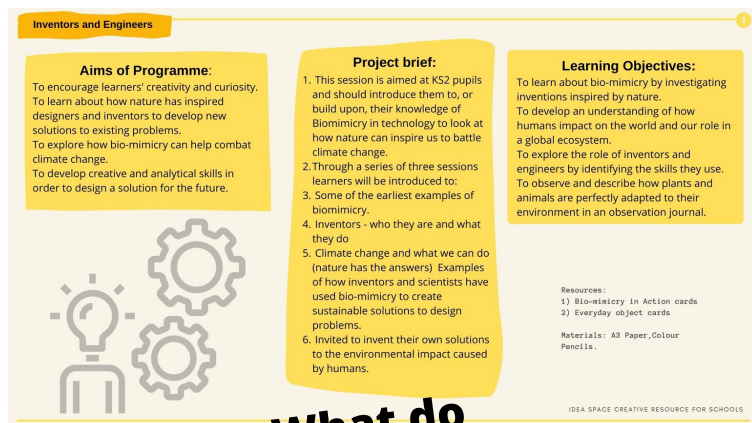 Inventors and Engineers
1
Aims of Programme:
To encourage learners' creativity and curiosity.
To learn about how nature has inspired
designers and inventors to develop new
solutions to existing problems.
To explore how bio-mimicry can help combat
climate change.
To develop creative and analytical skills in
order to design a solution for the future.
Project brief:
1. This session is aimed at KS2 pupils
and should introduce them to, or
build upon, their knowledge of
Biomimicry in technology to look at
how nature can inspire us to battle
climate change.
2. Through a series of three sessions
learners will be introduced to:
3. Some of the earliest examples of
biomimicry.
4. Inventors - who they are and what
they do
5. Climate change and what we can do
(nature has the answers) Examples
of how inventors and scientists have
used bio-mimicry to create
sustainable solutions to design
problems.
6. Invited to invent their own solutions
to the environmental impact caused
by humans.
Learning Objectives:
To learn about bio-mimicry by investigating
inventions inspired by nature.
To develop an understanding of how
humans impact on the world and our role in
a global ecosystem.
To explore the role of inventors and
engineers by identifying the skills they use.
To observe and describe how plants and
animals are perfectly adapted to their
environment in an observation journal.
Resources:
1) Bio-mimicry in Action cards
2) Everyday object cards
Materials: A3 Paper,Colour
Pencils.
What do
IDEA SPACE CREATIVE RESOURCE FOR SCHOOLS